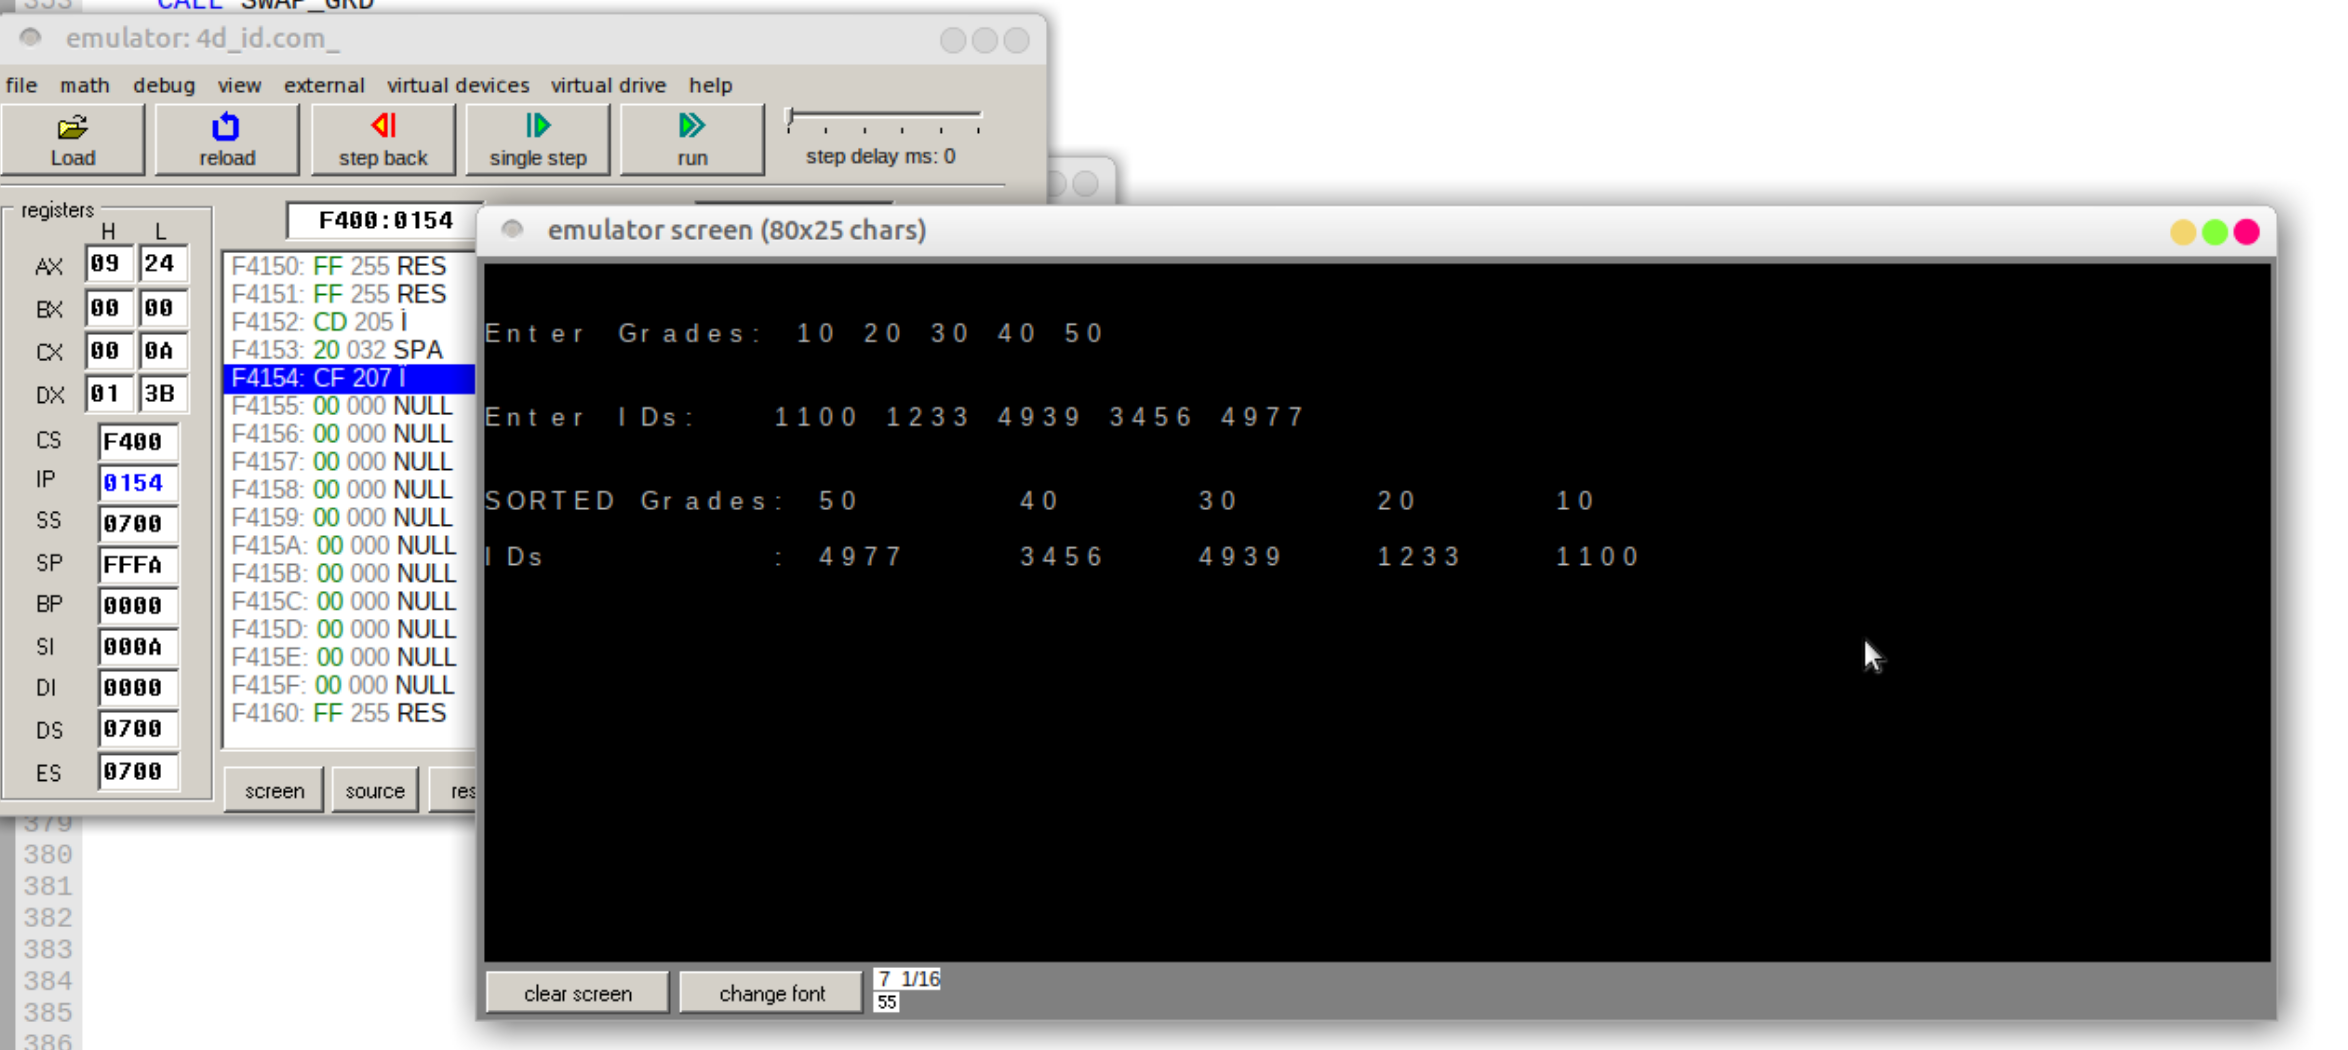 353 CALL SWAP_GRD
emulator: 4d_id.com_
file math debug view external virtual devices virtual drive help
Load reload step back single step run step delay ms: 0
registers
H L
AX 09 24
BX 00 00
CX 00 0A
DX 01 3B
CS F400
IP 0154
SS 0700
SP FFFA
BP 0000
SI 000A
DI 0000
DS 0700
ES 0700
F400:0154
F4150: FF 255 RES
F4151: FF 255 RES
F4152: CD 205 Í
F4153: 20 032 SPA
F4154: CF 207 Ï
F4155: 00 000 NULL
F4156: 00 000 NULL
F4157: 00 000 NULL
F4158: 00 000 NULL
F4159: 00 000 NULL
F415A: 00 000 NULL
F415B: 00 000 NULL
F415C: 00 000 NULL
F415D: 00 000 NULL
F415E: 00 000 NULL
F415F: 00 000 NULL
F4160: FF 255 RES
screen source res
emulator screen (80x25 chars)
Enter Grades: 10 20 30 40 50
Enter IDs: 1100 1233 4939 3456 4977
SORTED Grades: 50 40 30 20 10
IDs : 4977 3456 4939 1233 1100
clear screen change font 7 1/16
55
379
380
381
382
383
384
385
386